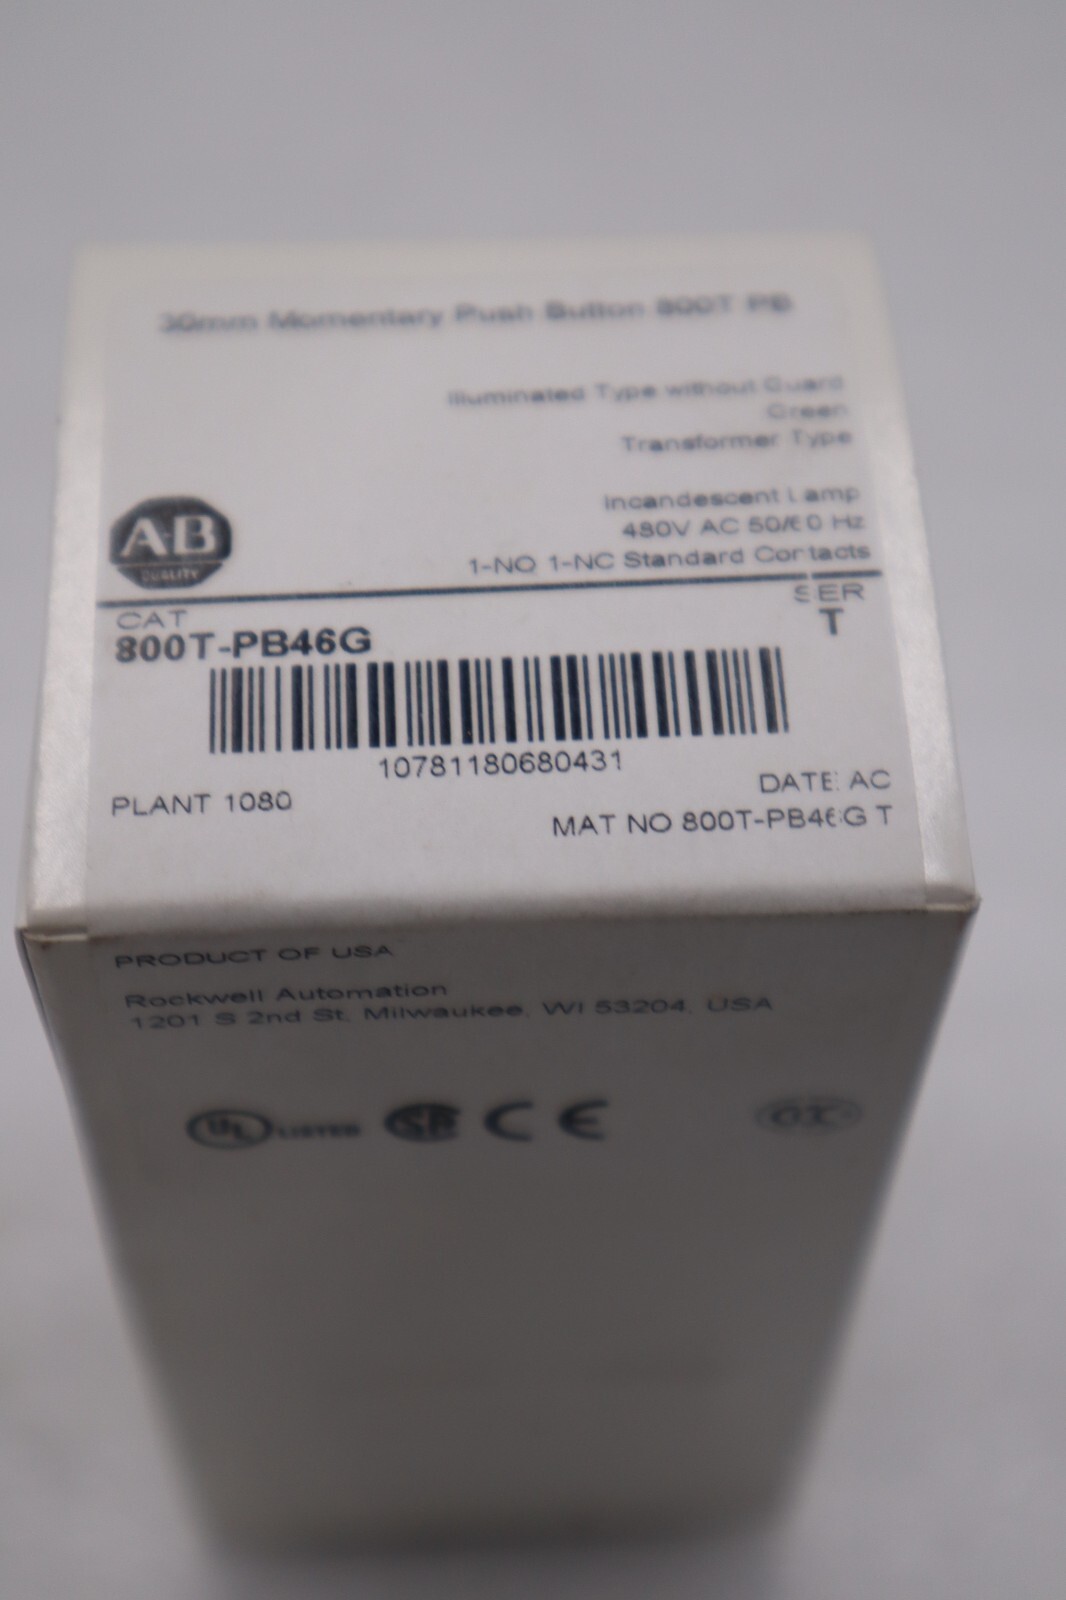 30mm Momentary Push Button 800T PB
Illuminated Type without Guard
Green
Transformer Type
Incandescent Lamp
480V AC 50/60 Hz
1-NO 1-NC Standard Contacts
A-B
QUALITY
CAT
SER
800T-PB46G
T
10781180680431
PLANT 1080
DATE: AC
MAT NO 800T-PB46G T
PRODUCT OF USA
Rockwell Automation
1201 S 2nd St. Milwaukee, WI 53204, USA
UL LISTED
CE